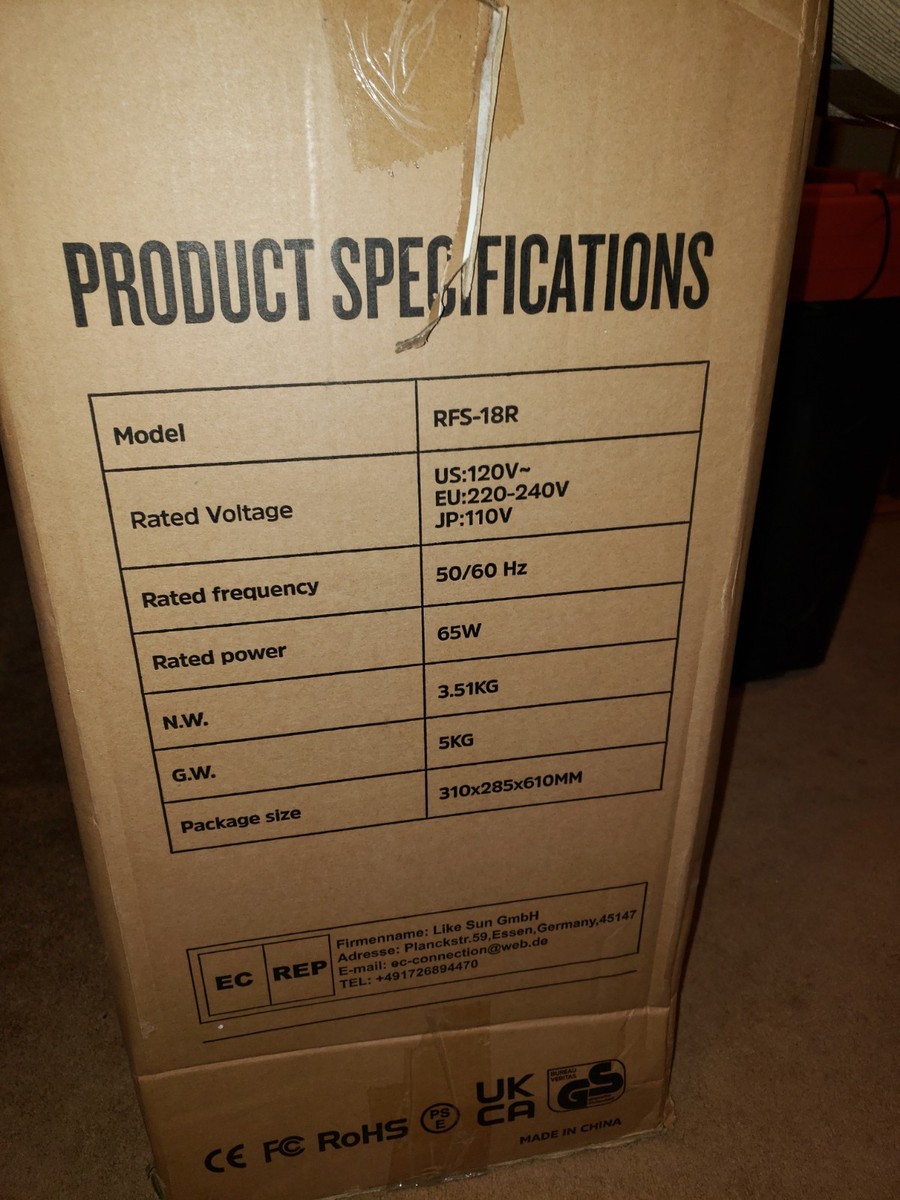 PRODUCT SPECIFICATIONS
Model RFS-18R
Rated Voltage US:120V~
EU:220-240V
JP:110V
Rated frequency 50/60 Hz
Rated power 65W
N.W. 3.51KG
G.W. 5KG
Package size 310x285x610MM
EC REP
Firmenname: Like Sun GmbH
Adresse: Planckstr.59,Essen,Germany,45147
E-mail: ec-connection@web.de
TEL: +491726894470
CE FC RoHS PS E UK CA BUREAU VERITAS GS
MADE IN CHINA